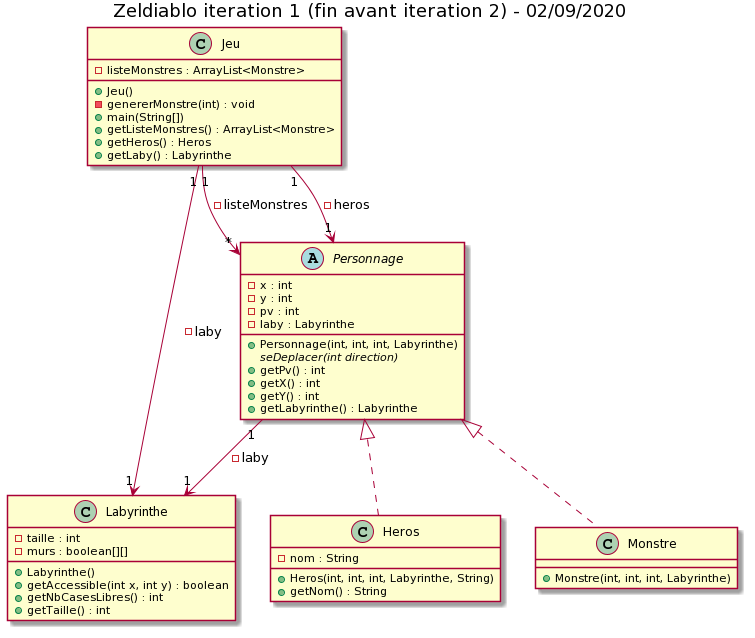 Zeldiablo iteration 1 (fin avant iteration 2) - 02/09/2020
C Jeu
listeMonstres : ArrayList<Monstre>
Jeu()
genererMonstre(int) : void
main(String[])
getListeMonstres() : ArrayList<Monstre>
getHeros() : Heros
getLaby() : Labyrinthe
1 1 1
listeMonstres heros
* 1
A Personnage
x : int
y : int
pv : int
laby : Labyrinthe
Personnage(int, int, int, Labyrinthe)
seDeplacer(int direction)
getPv() : int
getX() : int
getY() : int
getLabyrinthe() : Labyrinthe
laby
1
laby
1 1
C Labyrinthe
taille : int
murs : boolean[][]
Labyrinthe()
getAccessible(int x, int y) : boolean
getNbCasesLibres() : int
getTaille() : int
C Heros
nom : String
Heros(int, int, int, Labyrinthe, String)
getNom() : String
C Monstre
Monstre(int, int, int, Labyrinthe)